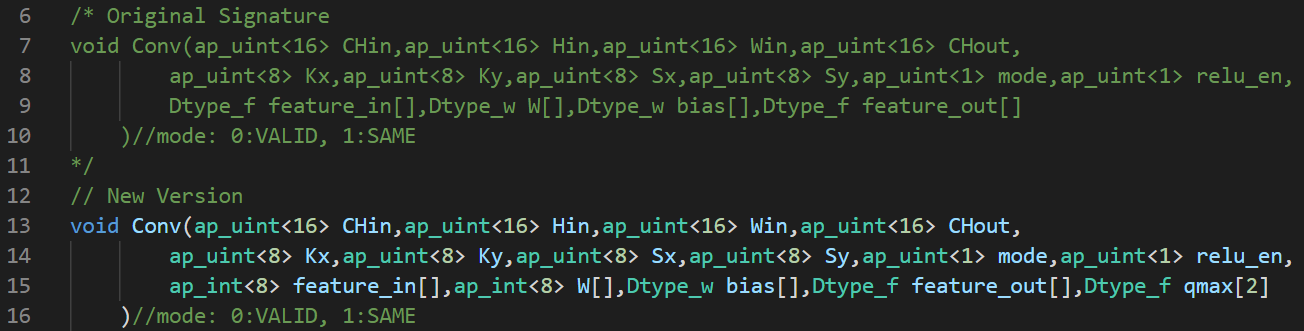 6 /* Original Signature
7 void Conv(ap_uint<16> CHin,ap_uint<16> Hin,ap_uint<16> Win,ap_uint<16> CHout,
8 ap_uint<8> Kx,ap_uint<8> Ky,ap_uint<8> Sx,ap_uint<8> Sy,ap_uint<1> mode,ap_uint<1> relu_en,
9 Dtype_f feature_in[],Dtype_w W[],Dtype_w bias[],Dtype_f feature_out[]
10 )//mode: 0:VALID, 1:SAME
11 */
12 // New Version
13 void Conv(ap_uint<16> CHin,ap_uint<16> Hin,ap_uint<16> Win,ap_uint<16> CHout,
14 ap_uint<8> Kx,ap_uint<8> Ky,ap_uint<8> Sx,ap_uint<8> Sy,ap_uint<1> mode,ap_uint<1> relu_en,
15 ap_int<8> feature_in[],ap_int<8> W[],Dtype_w bias[],Dtype_f feature_out[],Dtype_f qmax[2]
16 )//mode: 0:VALID, 1:SAME